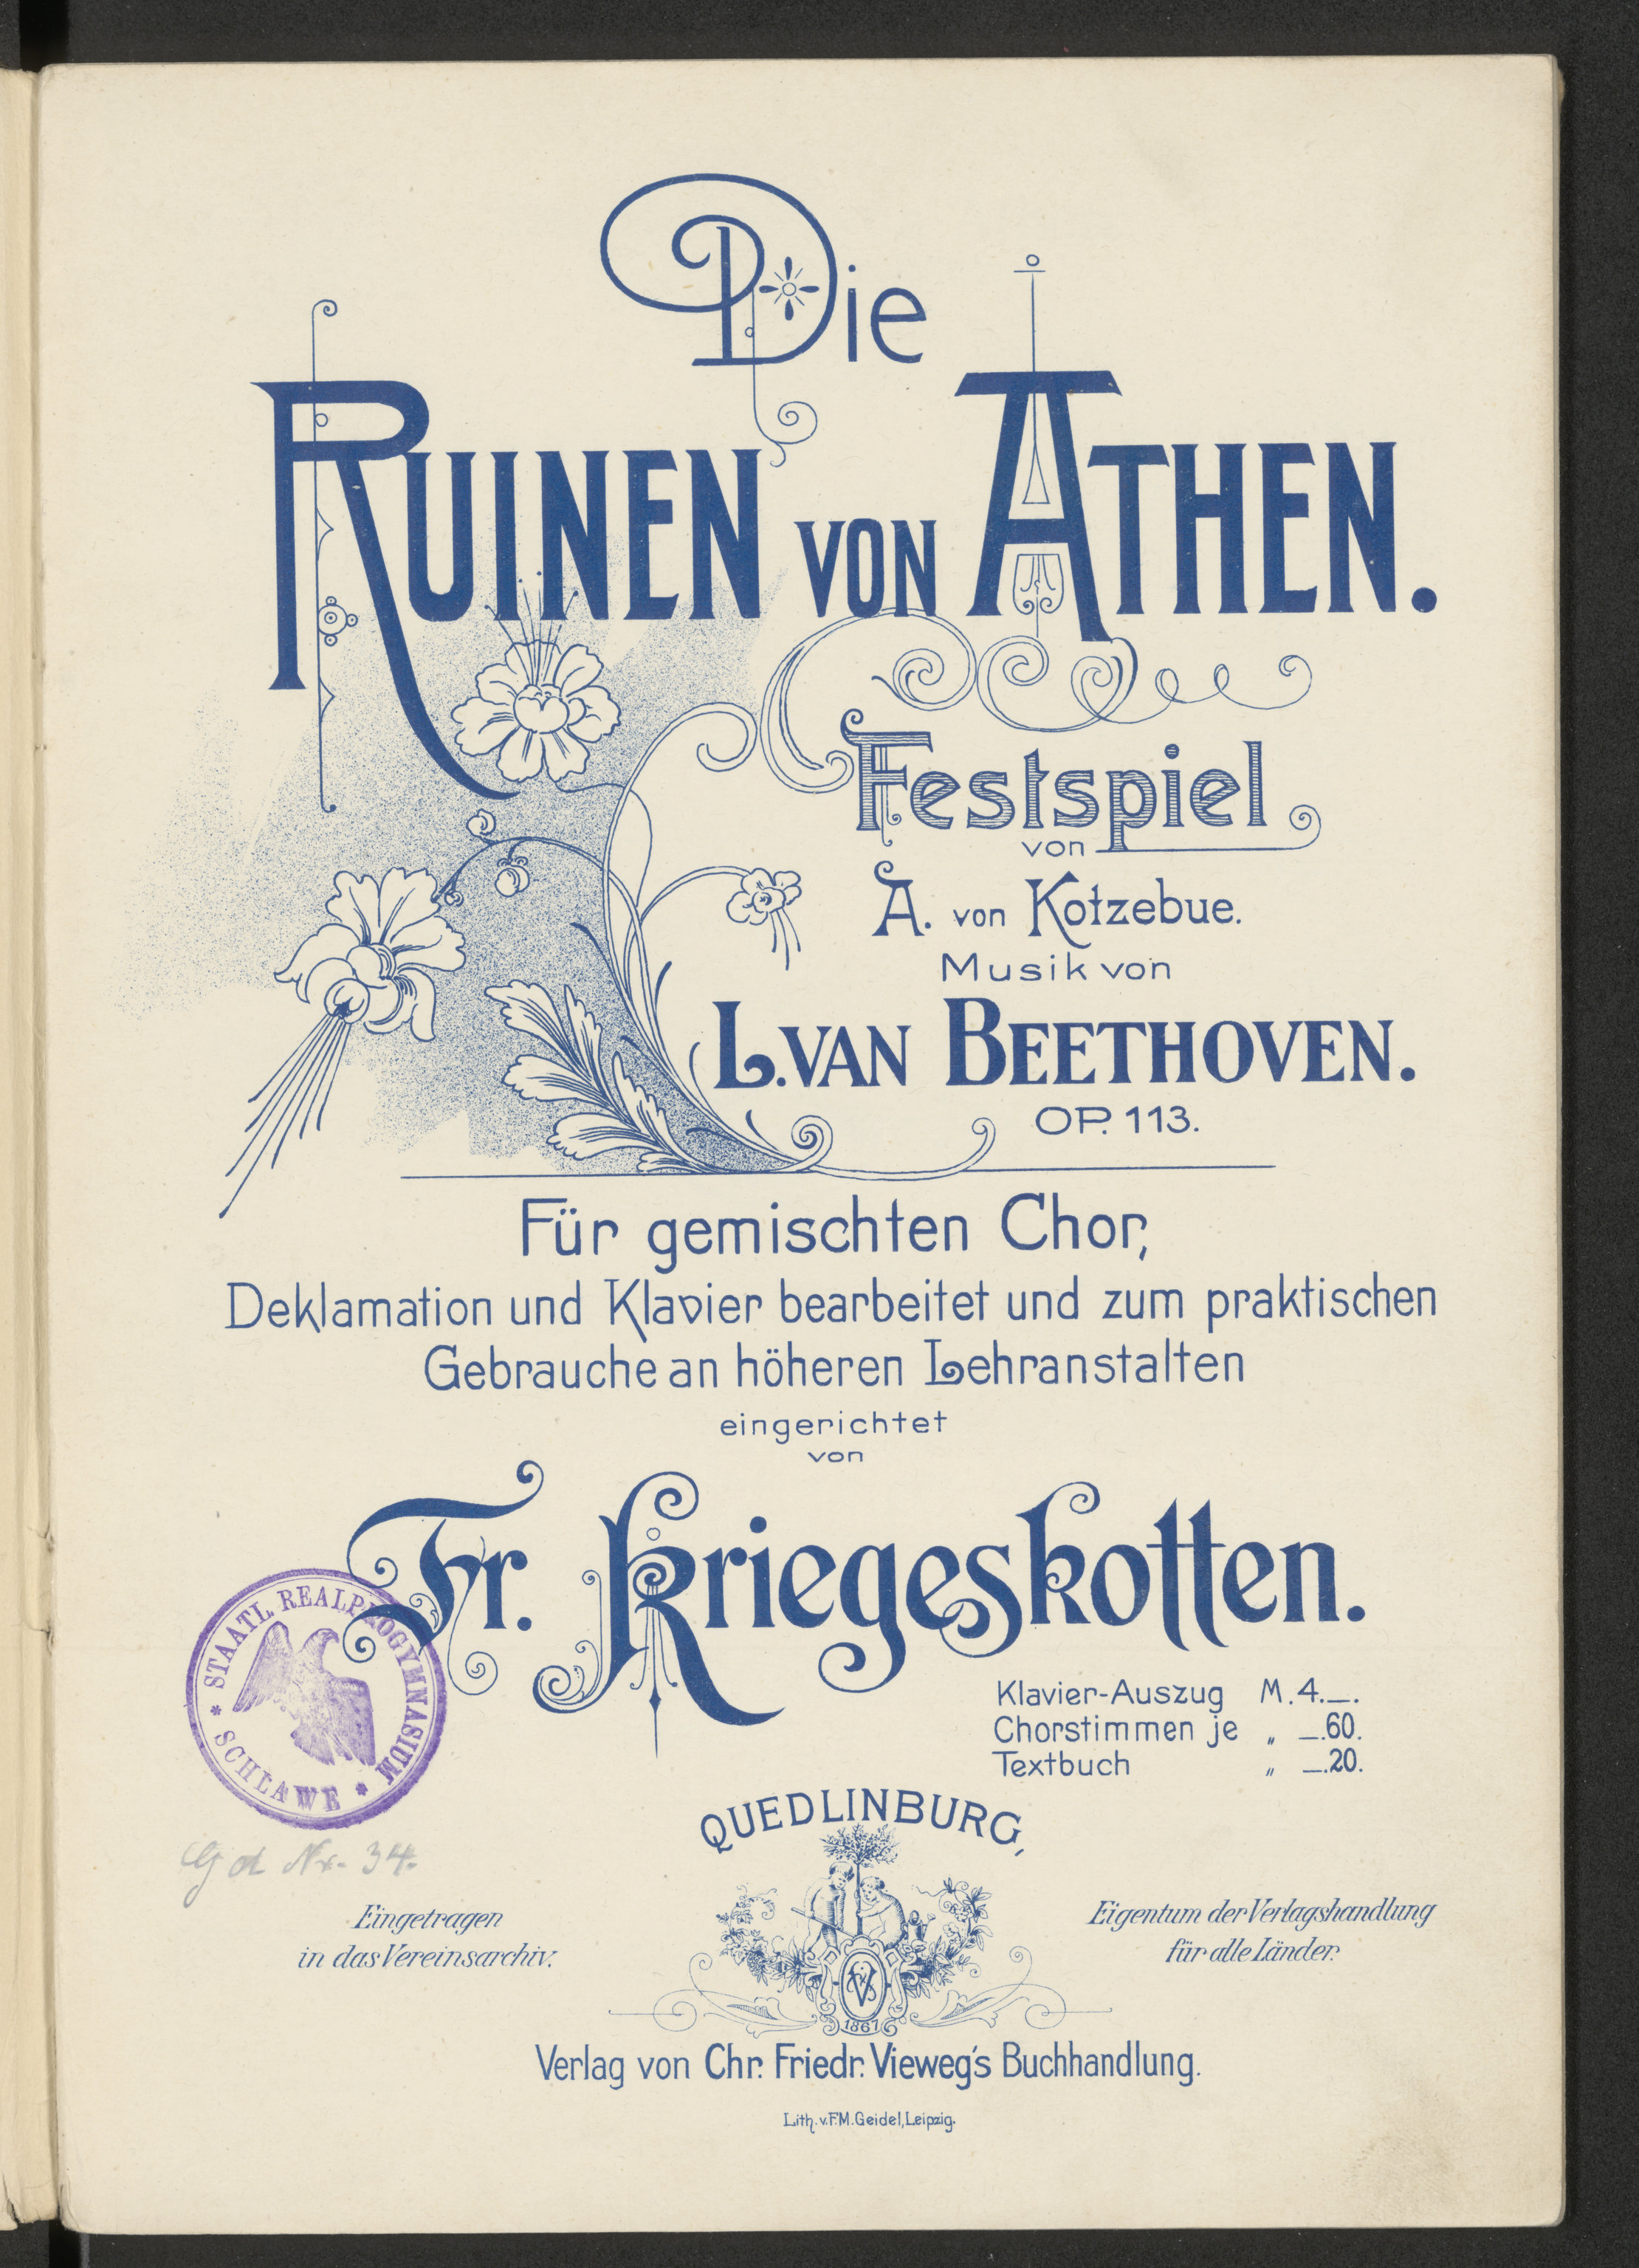 Die
RUINEN VON ATHEN.
Festspiel
von
A. von Kotzebue.
Musik von
L. VAN BEETHOVEN.
OP. 113.
Für gemischten Chor,
Deklamation und Klavier bearbeitet und zum praktischen
Gebrauche an höheren Lehranstalten
eingerichtet
von
Fr. Kriegeskotten.
* STAATL. REALPROGYMNASIUM *
SCHLAWE
Klavier-Auszug M. 4._.
Chorstimmen je „ _.60.
Textbuch „ _.20.
G d Nr. 34.
QUEDLINBURG,
Eingetragen
in das Vereinsarchiv.
Eigentum der Verlagshandlung
für alle Länder.
V
1867
Verlag von Chr. Friedr. Vieweg's Buchhandlung.
Lith. v. F.M. Geidel, Leipzig.